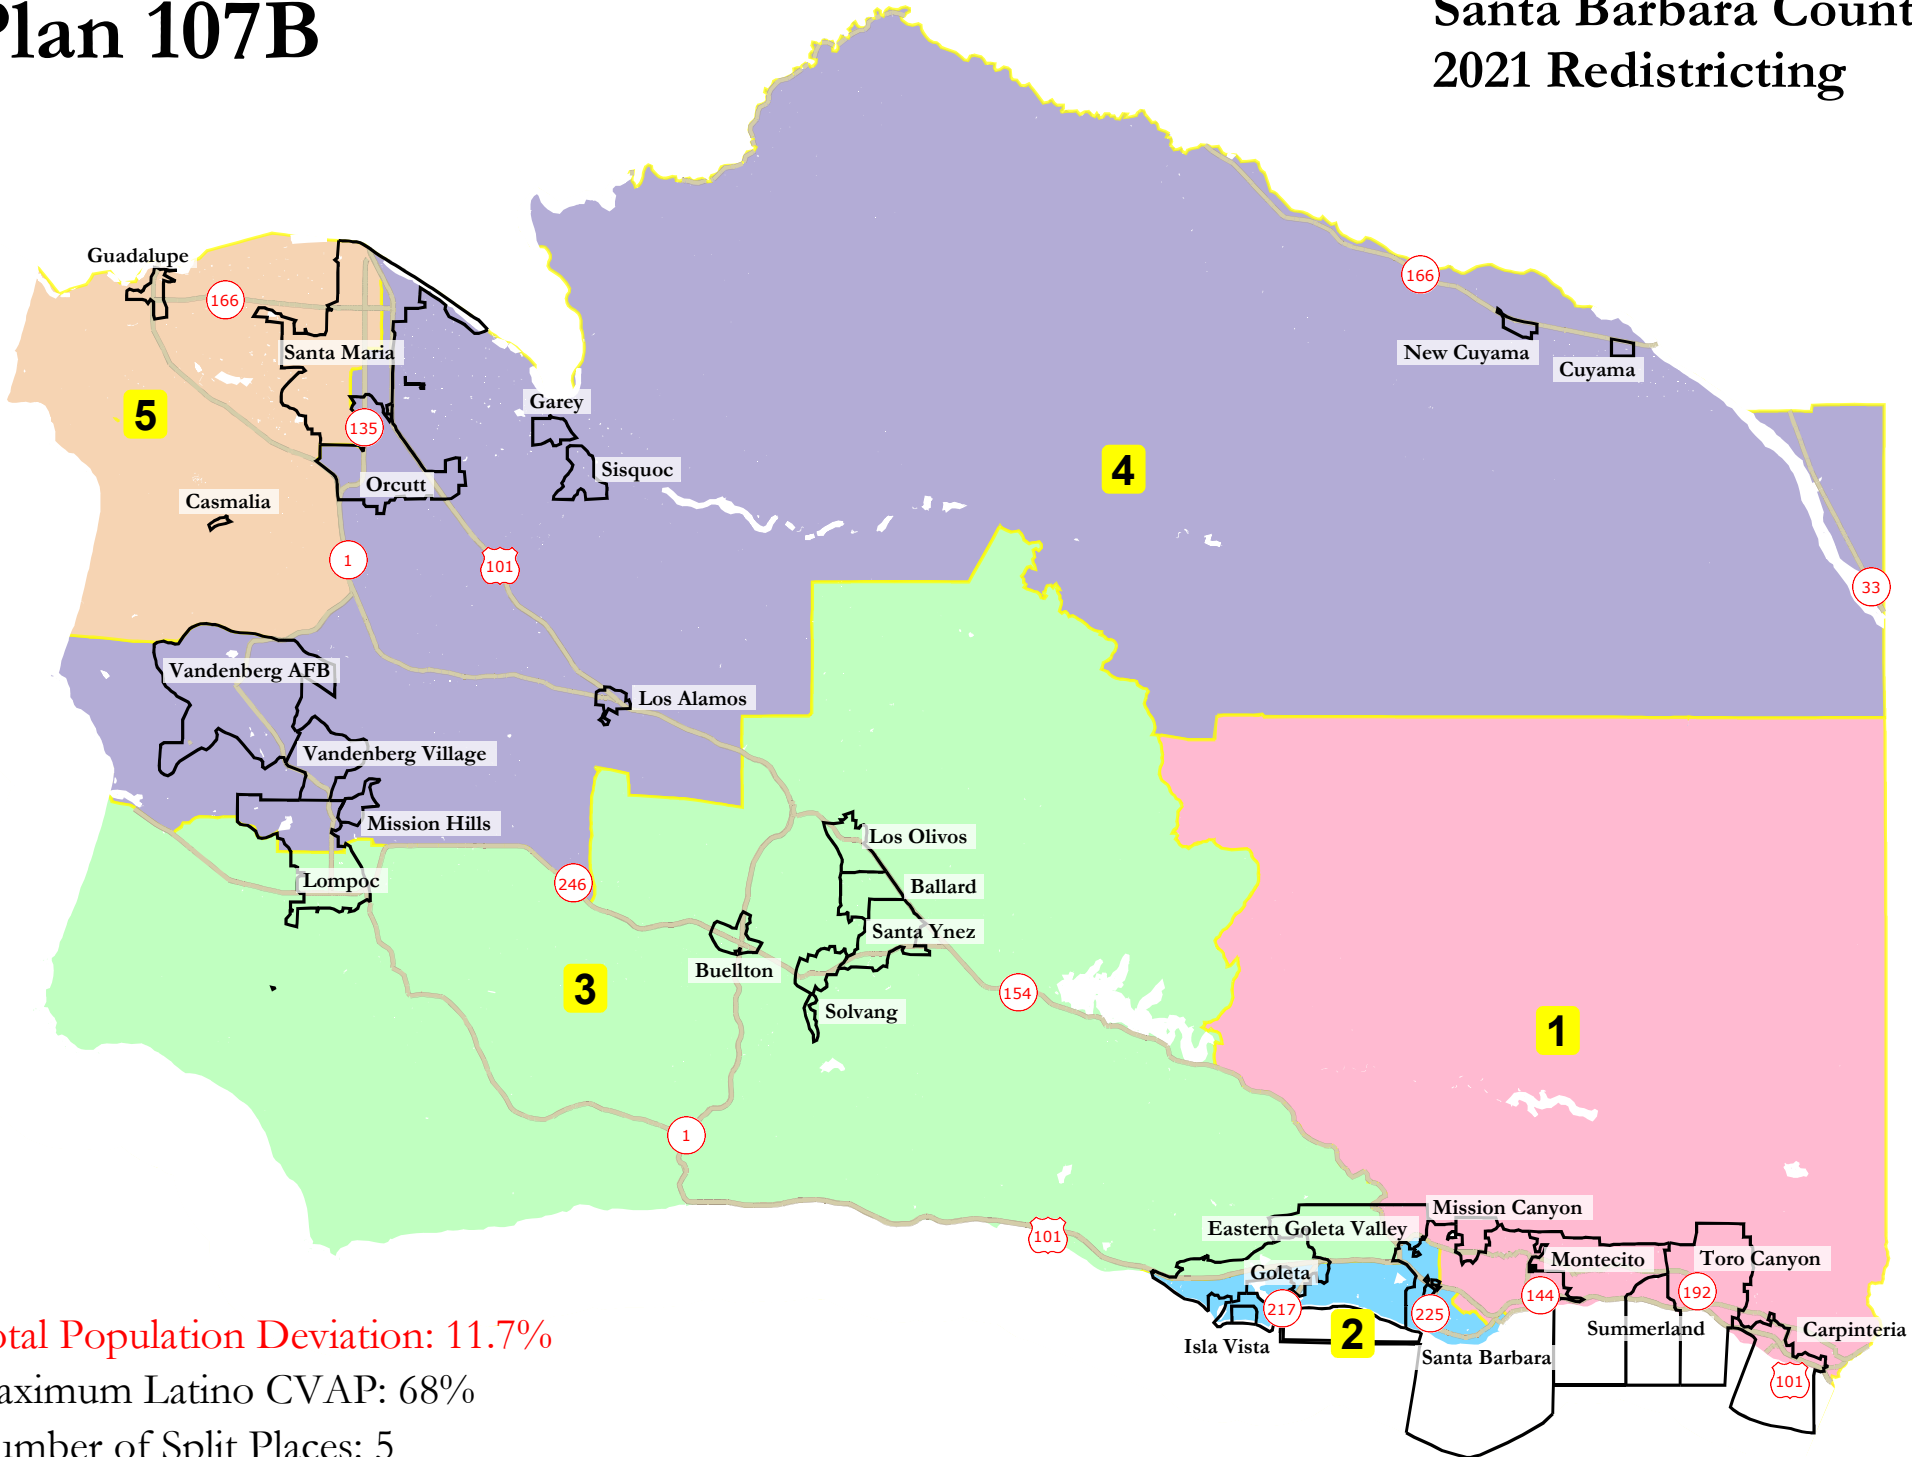 Plan 107B
Santa Barbara Count
2021 Redistricting
Guadalupe
166
166
Santa Maria
New Cuyama
Cuyama
5
Garey
135
4
Sisquoc
Orcutt
Casmalia
1
101
33
Vandenberg AFB
Los Alamos
Vandenberg Village
Mission Hills
Los Olivos
Lompoc
246
Ballard
Santa Ynez
Buellton
3
154
Solvang
1
1
Mission Canyon
Eastern Goleta Valley
101
Montecito
Toro Canyon
Goleta
144
192
217
225
2
Summerland
Carpinteria
Isla Vista
Santa Barbara
101
otal Population Deviation: 11.7%
aximum Latino CVAP: 68%
umber of Split Places: 5